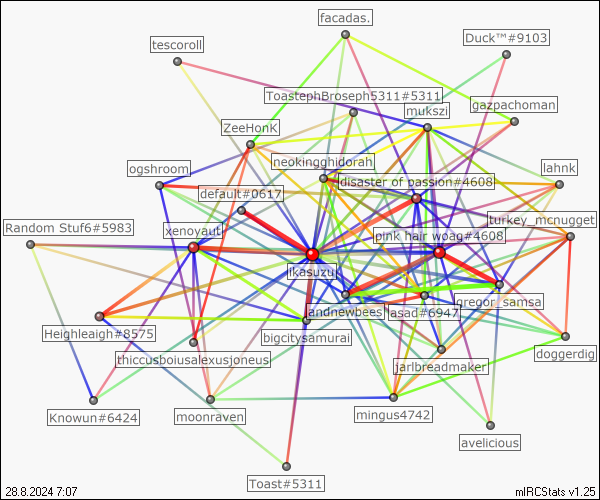 facadas.
Duck™#9103
tescoroll
ToastephBroseph5311#5311
gazpachoman
mukszi
ZeeHonK
neokingghidorah
ogshroom
lahnk
disaster of passion#4608
default#0617
turkey_mcnugget
Random Stuf6#5983
xenoyaut
pink hair woag#4608
ikasuzui
gregor_samsa
andnewbees
asad#6947
Heighleaigh#8575
bigcitysamurai
thiccusboiusalexusjoneus
doggerdig
jarlbreadmaker
Knowun#6424
moonraven
mingus4742
avelicious
Toast#5311
28.8.2024 7:07
mIRCStats v1.25